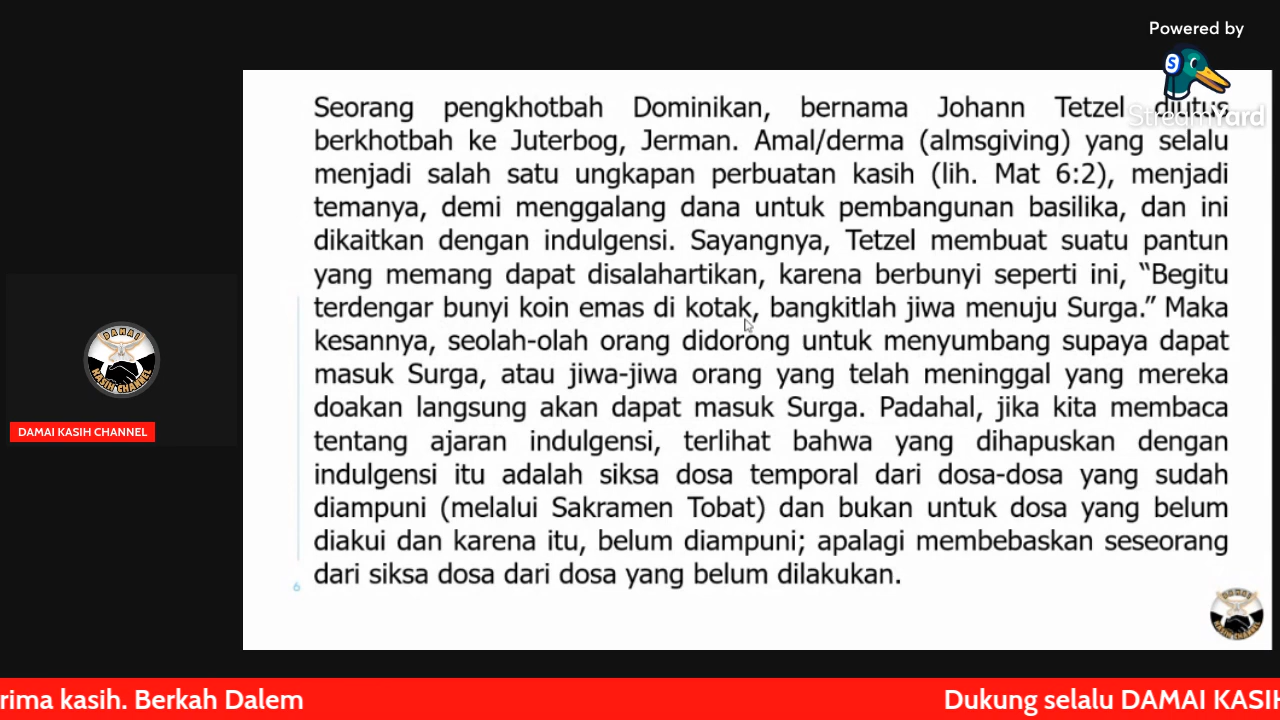 Powered by
StreamYard
Seorang pengkhotbah Dominikan, bernama Johann Tetzel diutus
berkhotbah ke Juterbog, Jerman. Amal/derma (almsgiving) yang selalu
menjadi salah satu ungkapan perbuatan kasih (lih. Mat 6:2), menjadi
temanya, demi menggalang dana untuk pembangunan basilika, dan ini
dikaitkan dengan indulgensi. Sayangnya, Tetzel membuat suatu pantun
yang memang dapat disalahartikan, karena berbunyi seperti ini, “Begitu
terdengar bunyi koin emas di kotak, bangkitlah jiwa menuju Surga.” Maka
kesannya, seolah-olah orang didorong untuk menyumbang supaya dapat
masuk Surga, atau jiwa-jiwa orang yang telah meninggal yang mereka
doakan langsung akan dapat masuk Surga. Padahal, jika kita membaca
tentang ajaran indulgensi, terlihat bahwa yang dihapuskan dengan
indulgensi itu adalah siksa dosa temporal dari dosa-dosa yang sudah
diampuni (melalui Sakramen Tobat) dan bukan untuk dosa yang belum
diakui dan karena itu, belum diampuni; apalagi membebaskan seseorang
dari siksa dosa dari dosa yang belum dilakukan.
6
DAMAI
KASIH CHANNEL
DAMAI KASIH CHANNEL
rima kasih. Berkah Dalem
Dukung selalu DAMAI KASIH